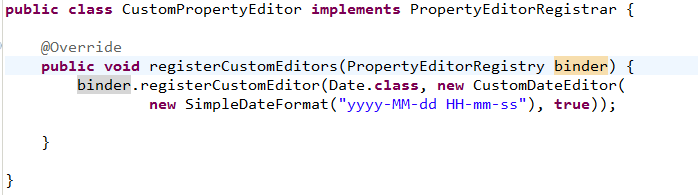 public class CustomPropertyEditor implements PropertyEditorRegistrar {
@Override
public void registerCustomEditors(PropertyEditorRegistry binder) {
binder.registerCustomEditor(Date.class, new CustomDateEditor(
new SimpleDateFormat("yyyy-MM-dd HH-mm-ss"), true));
}
}